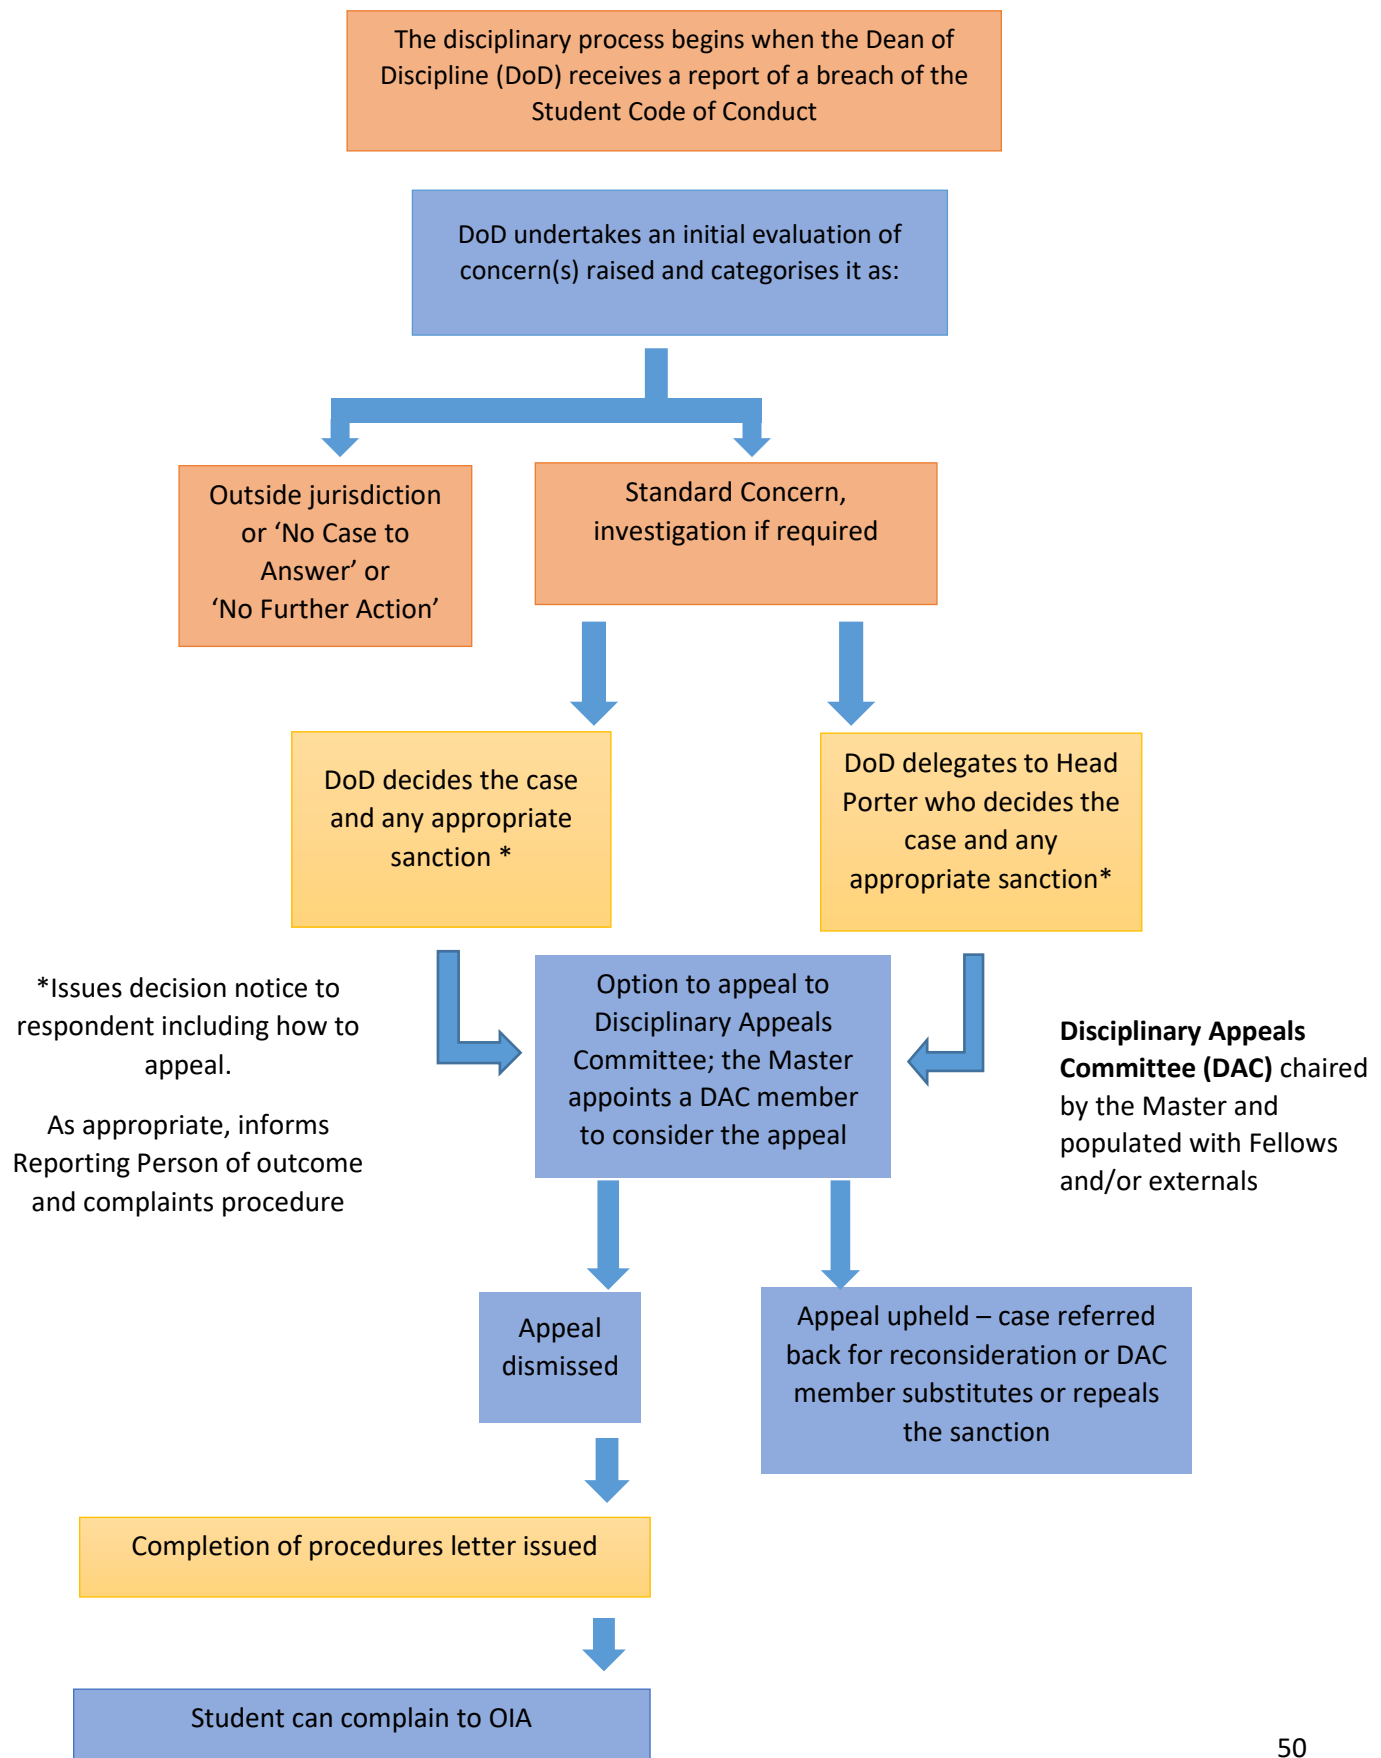 The disciplinary process begins when the Dean of
Discipline (DoD) receives a report of a breach of the
Student Code of Conduct
DoD undertakes an initial evaluation of
concern(s) raised and categorises it as:
Outside jurisdiction
or ‘No Case to
Answer’ or
‘No Further Action’
Standard Concern,
investigation if required
DoD decides the case
and any appropriate
sanction *
DoD delegates to Head
Porter who decides the
case and any
appropriate sanction*
*Issues decision notice to
respondent including how to
appeal.
As appropriate, informs
Reporting Person of outcome
and complaints procedure
Option to appeal to
Disciplinary Appeals
Committee; the Master
appoints a DAC member
to consider the appeal
Disciplinary Appeals
Committee (DAC) chaired
by the Master and
populated with Fellows
and/or externals
Appeal
dismissed
Appeal upheld – case referred
back for reconsideration or DAC
member substitutes or repeals
the sanction
Completion of procedures letter issued
Student can complain to OIA
50